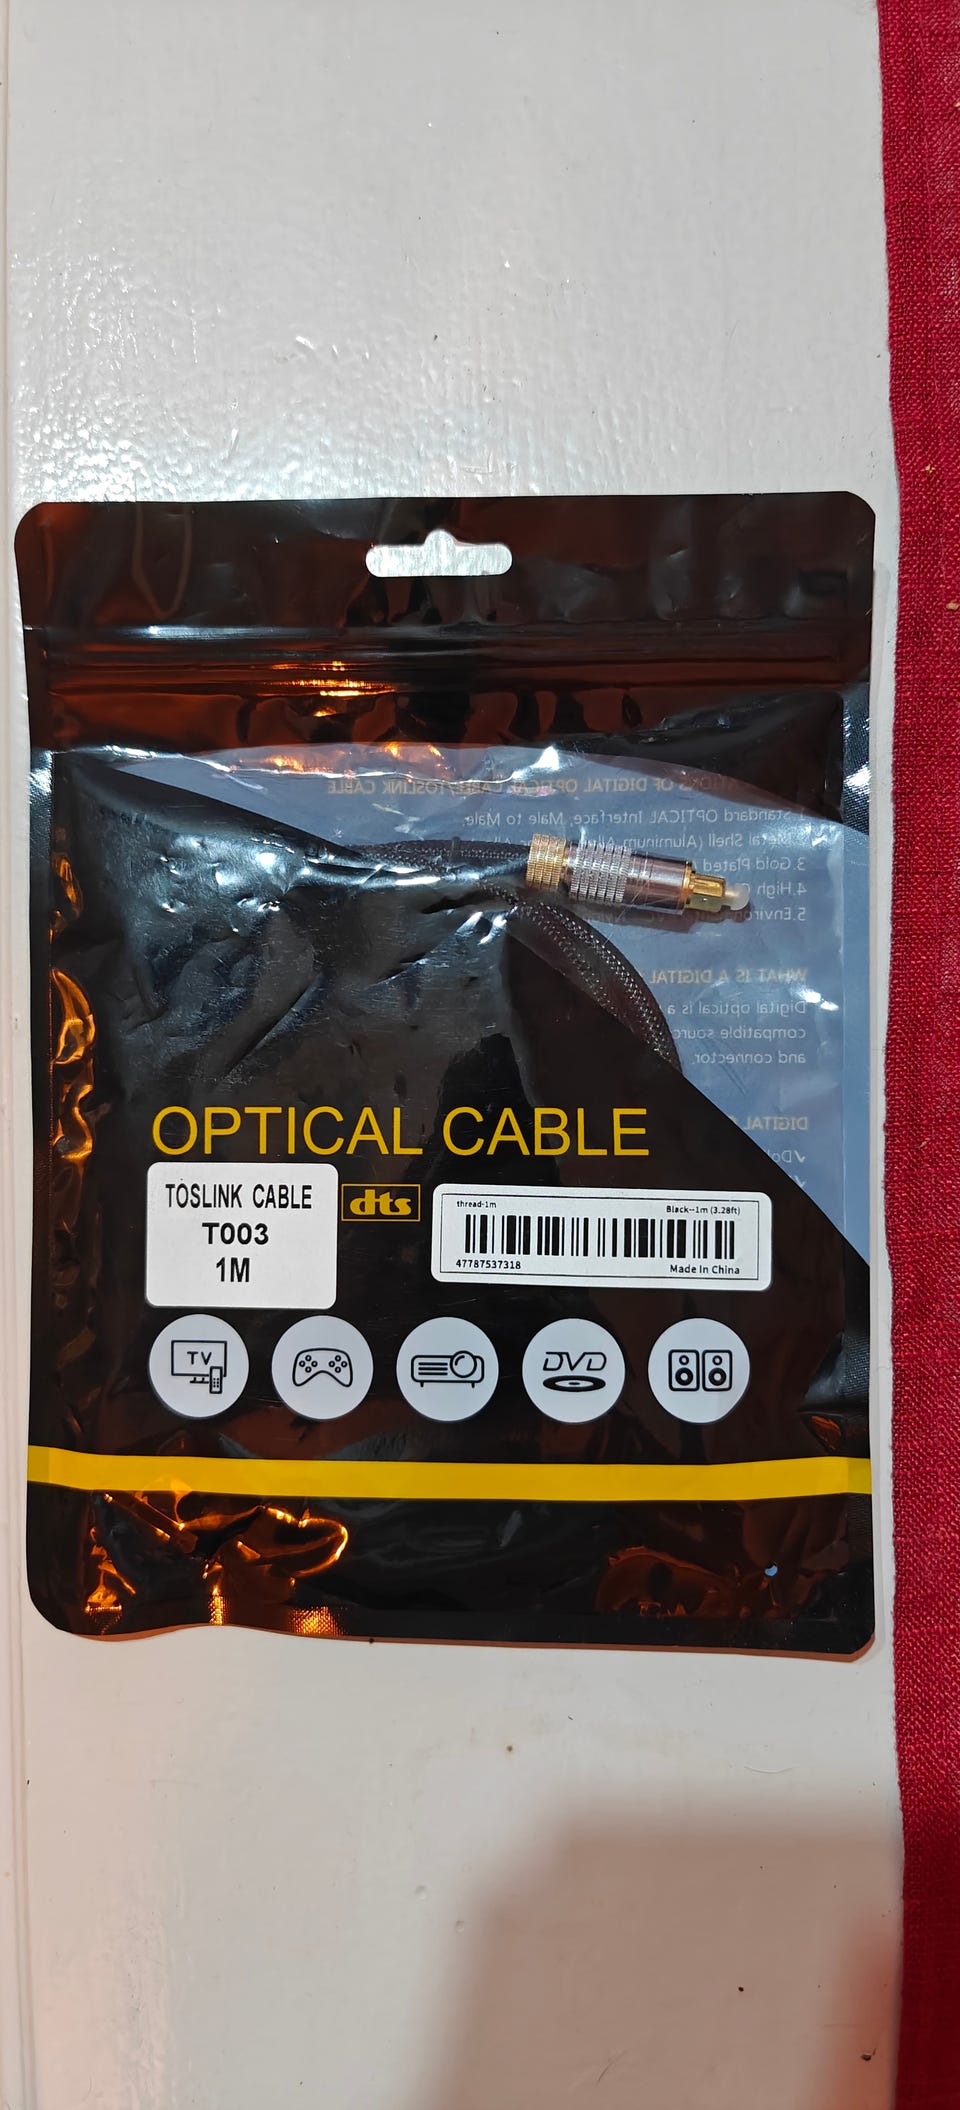 OF DIGITAL OPTICAL CABLE/TOSLINK CABLE
1.Standard OPTICAL Interface, Male to Male,
Metal Shell (Aluminum
3.Gold Plated
4.High
5.Environ
WHAT IS A DIGITAL
Digital optical is a
compatible sourc
and connector.
DIGITAL
OPTICAL CABLE
TOSLINK CABLE
T003
1M
dts
thread-1m Black--1m (3.28ft)
47787537318 Made In China
TV
DVD